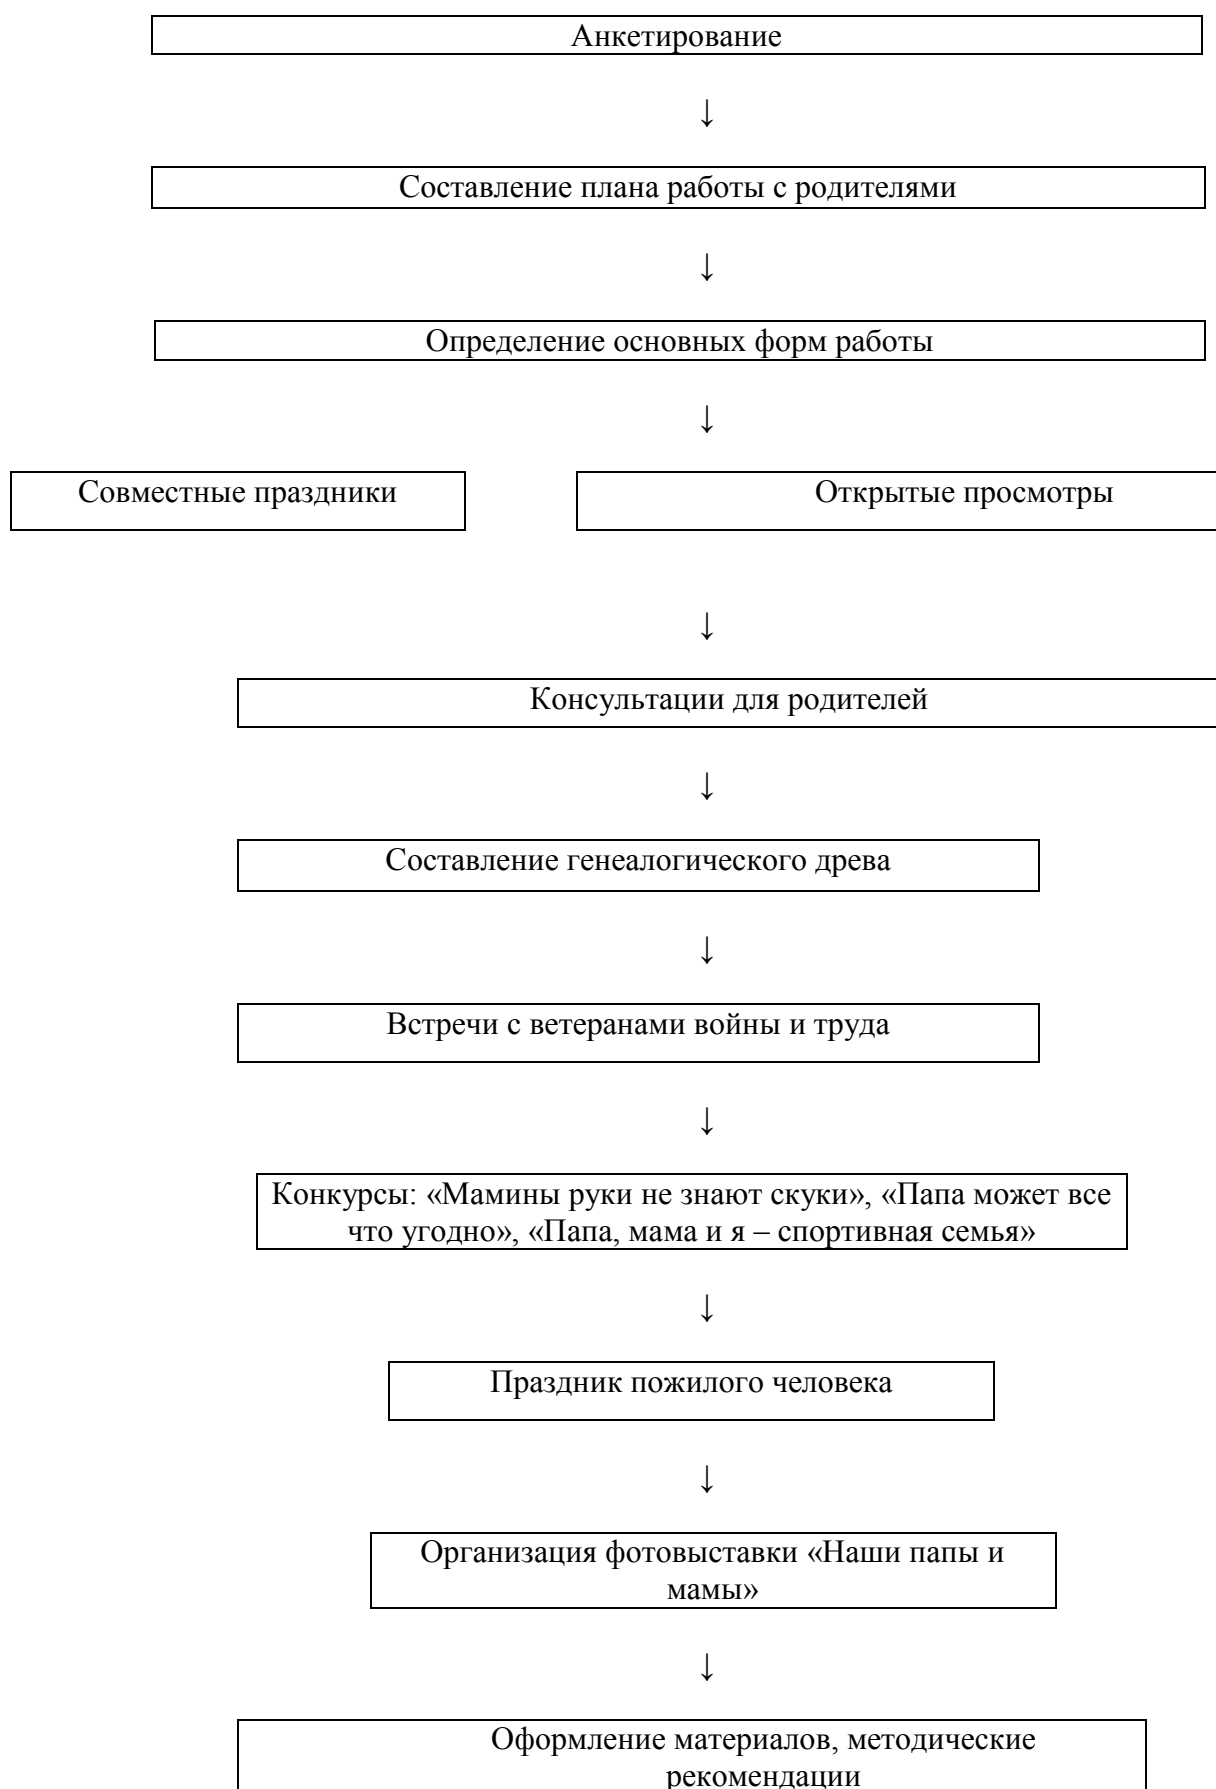 Анкетирование
↓
Составление плана работы с родителями
↓
Определение основных форм работы
↓
Совместные праздники
Открытые просмотры
↓
Консультации для родителей
↓
Составление генеалогического древа
↓
Встречи с ветеранами войны и труда
↓
Конкурсы: «Мамины руки не знают скуки», «Папа может все
что угодно», «Папа, мама и я – спортивная семья»
↓
Праздник пожилого человека
↓
Организация фотовыставки «Наши папы и
мамы»
↓
Оформление материалов, методические
рекомендации